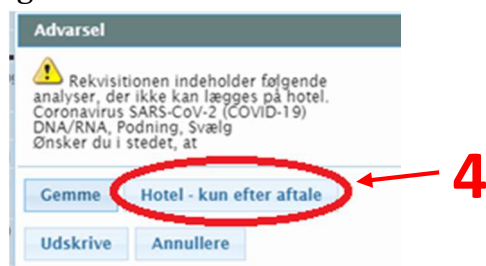 Advarsel
Rekvisitionen indeholder følgende
analyser, der ikke kan lægges på hotel.
Coronavirus SARS-CoV-2 (COVID-19)
DNA/RNA, Podning, Svælg
Ønsker du i stedet, at
Gemme Hotel - kun efter aftale 4
Udskrive Annullere